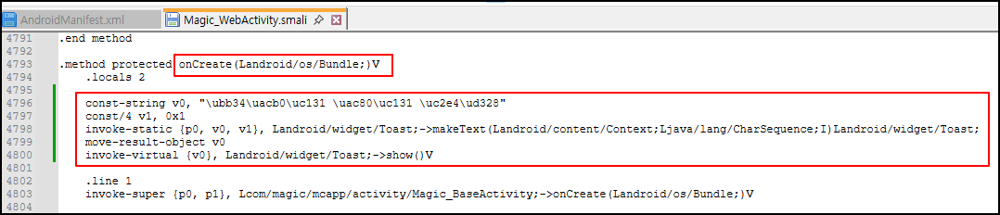 AndroidManifest.xml Magic_WebActivity.smali
4791 .end method
4792
4793 .method protected onCreate(Landroid/os/Bundle;)V
4794 .locals 2
4795
4796 const-string v0, "\ubb34\uacb0\uc131 \uac80\uc131 \uc2e4\ud328"
4797 const/4 v1, 0x1
4798 invoke-static {p0, v0, v1}, Landroid/widget/Toast;->makeText(Landroid/content/Context;Ljava/lang/CharSequence;I)Landroid/widget/Toast;
4799 move-result-object v0
4800 invoke-virtual {v0}, Landroid/widget/Toast;->show()V
4801
4802 .line 1
4803 invoke-super {p0, p1}, Lcom/magic/mcapp/activity/Magic_BaseActivity;->onCreate(Landroid/os/Bundle;)V
4804